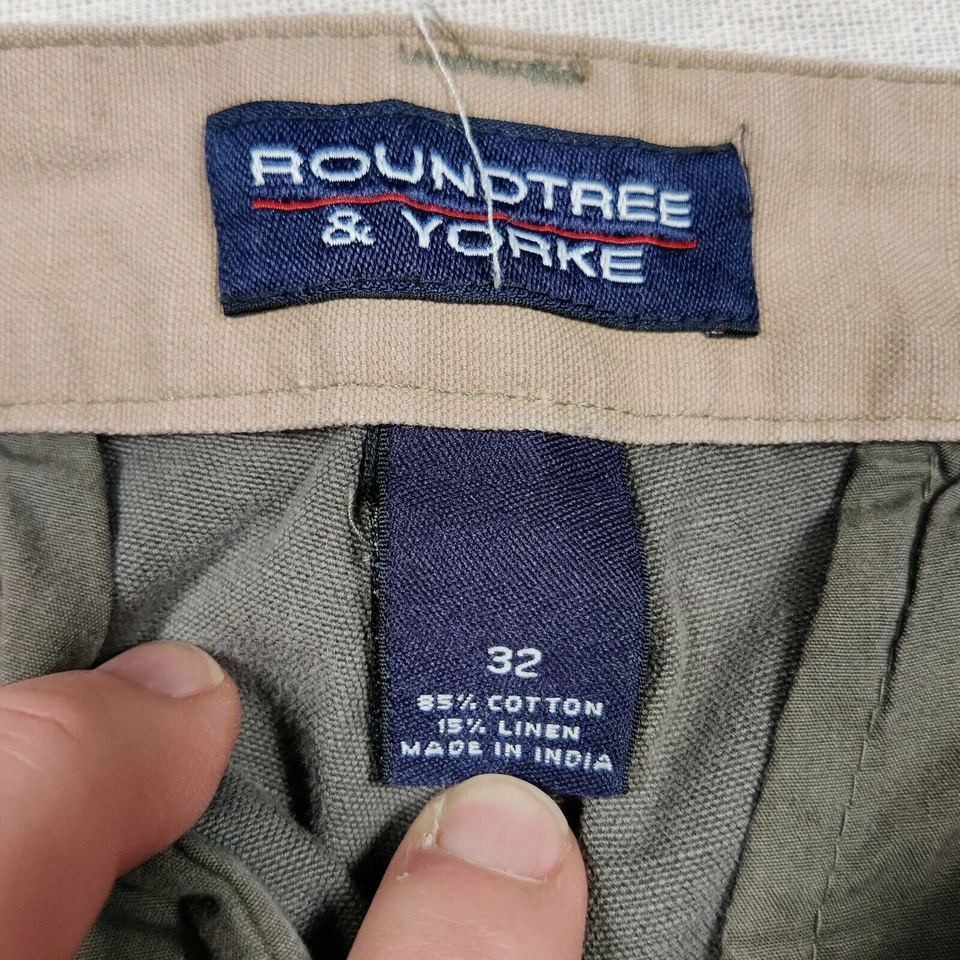 ROUNDTREE
& YORKE
32
85% COTTON
15% LINEN
MADE IN INDIA